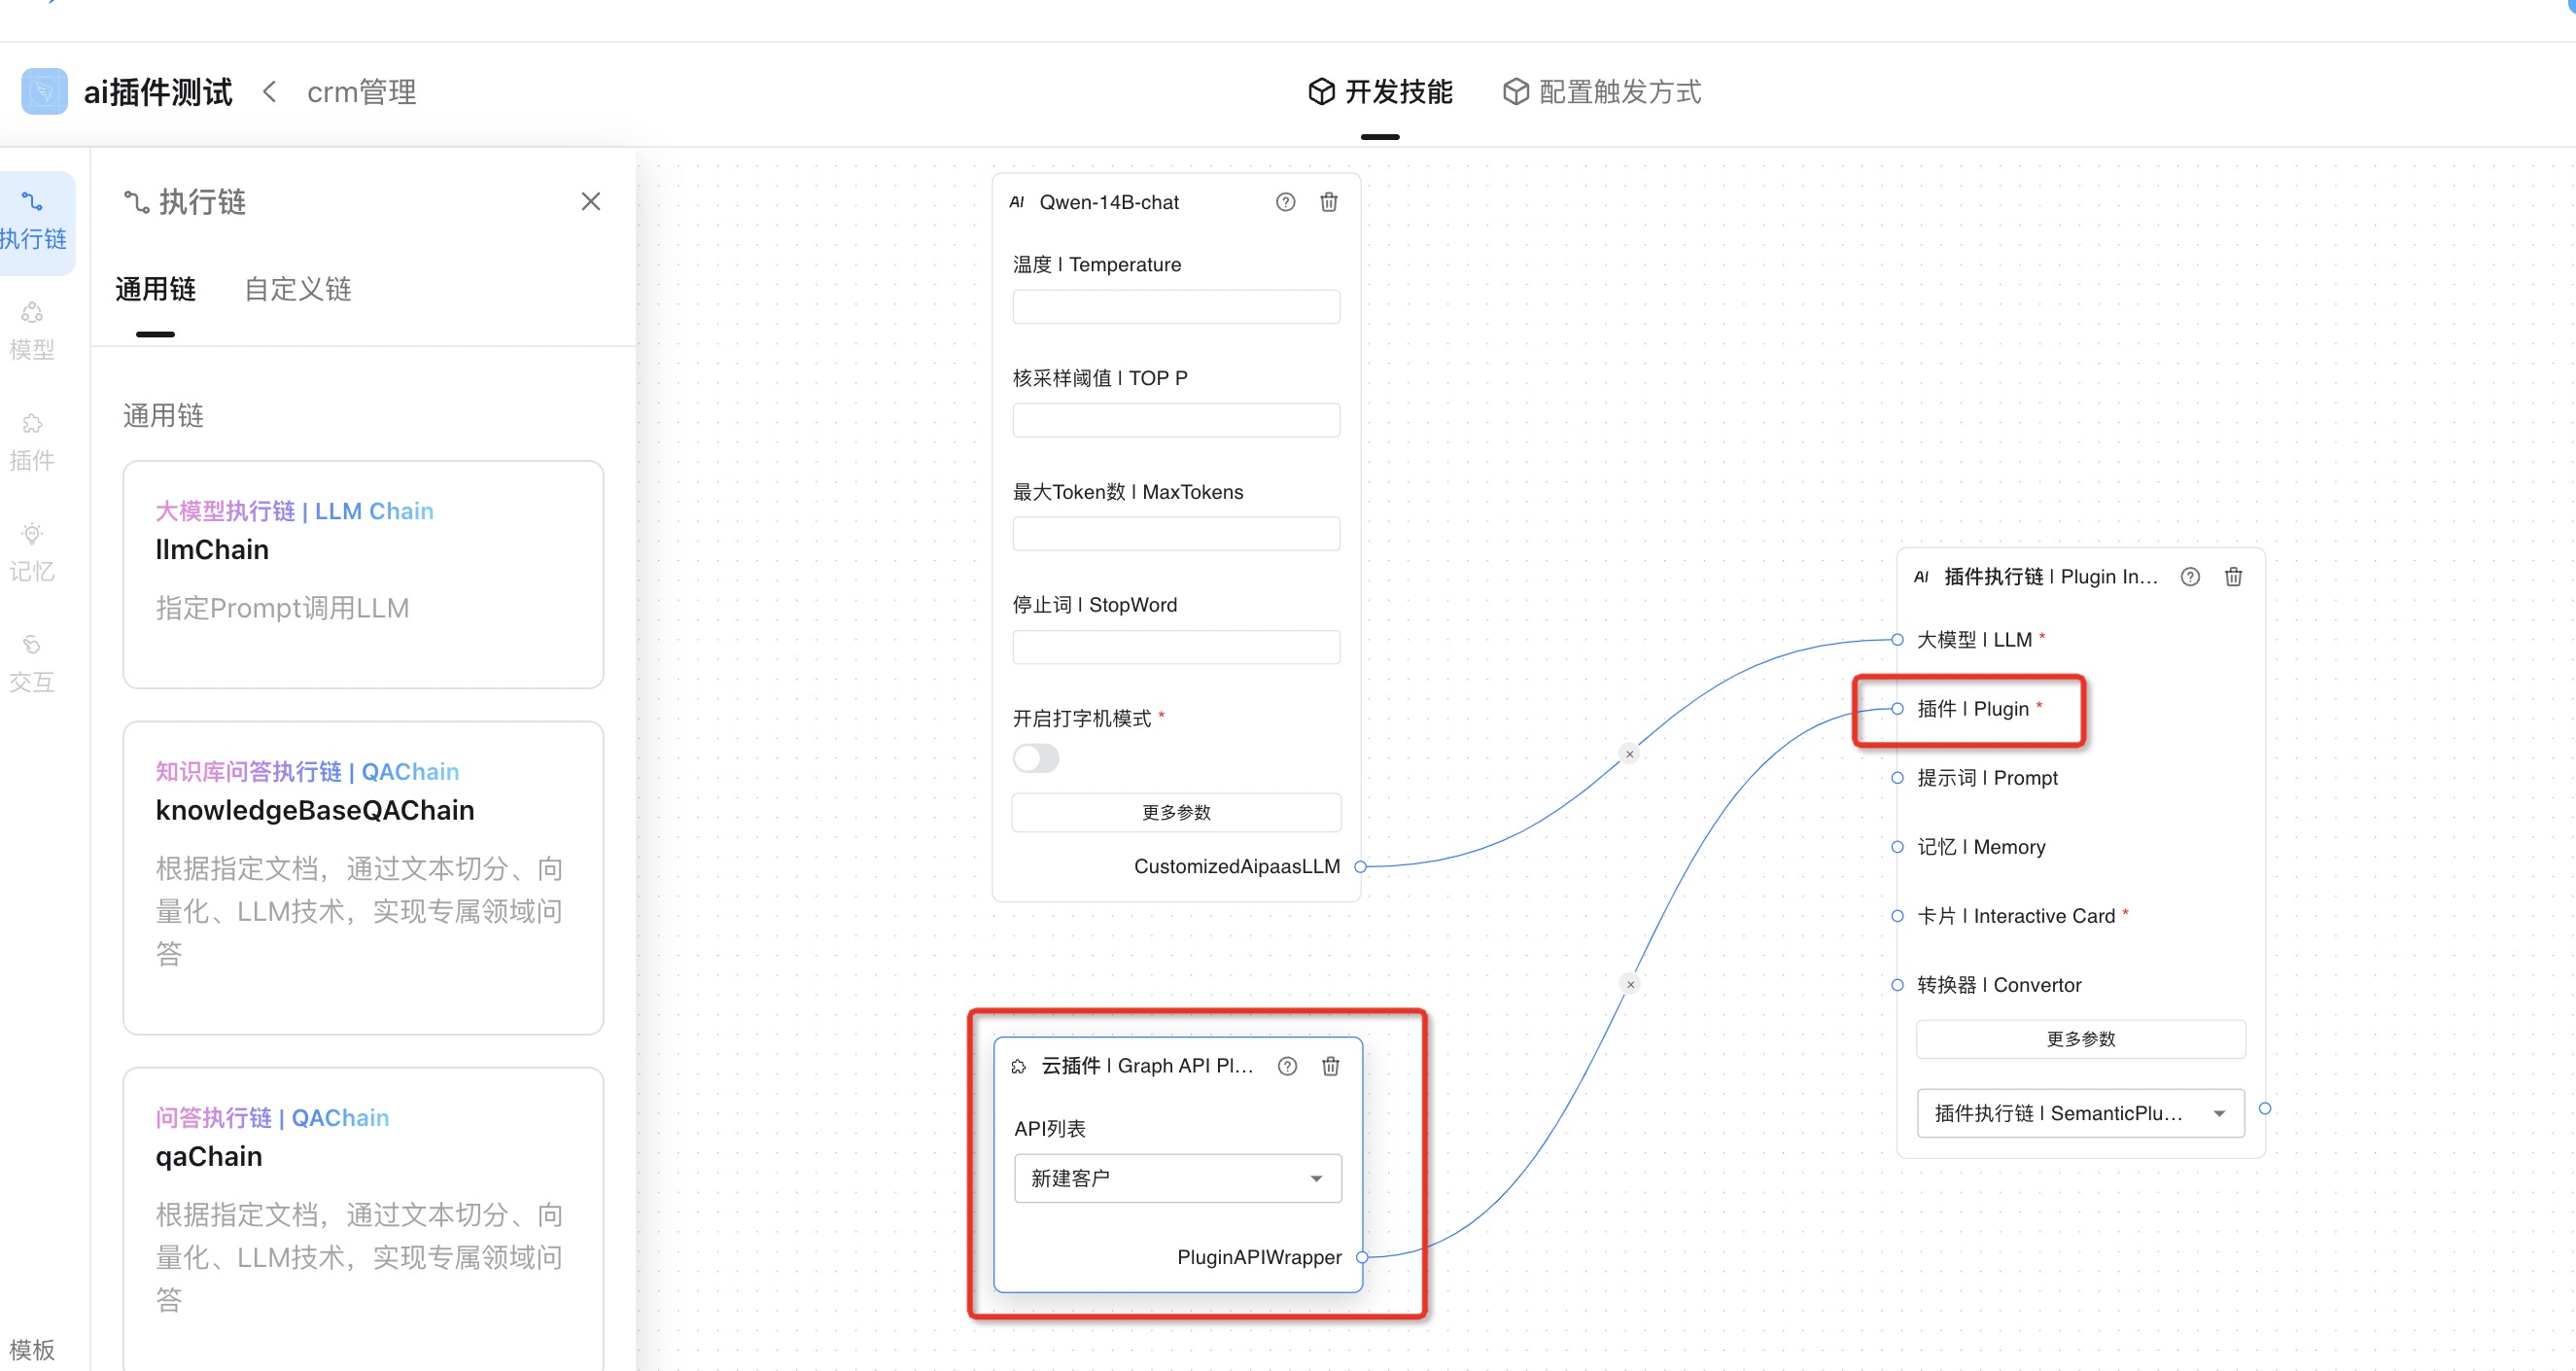 ai插件测试
crm管理
开发技能
配置触发方式
执行链
模型
插件
记忆
交互
模板
执行链
通用链
自定义链
通用链
大模型执行链 | LLM Chain
llmChain
指定Prompt调用LLM
知识库问答执行链 | QAChain
knowledgeBaseQAChain
根据指定文档，通过文本切分、向
量化、LLM技术，实现专属领域问
答
问答执行链 | QAChain
qaChain
根据指定文档，通过文本切分、向
量化、LLM技术，实现专属领域问
答
AI Qwen-14B-chat
温度 | Temperature
核采样阈值 | TOP P
最大Token数 | MaxTokens
停止词 | StopWord
开启打字机模式 *
更多参数
CustomizedAipaasLLM
云插件 | Graph API Pl...
API列表
新建客户
PluginAPIWrapper
AI 插件执行链 | Plugin In...
大模型 | LLM *
插件 | Plugin *
提示词 | Prompt
记忆 | Memory
卡片 | Interactive Card *
转换器 | Convertor
更多参数
插件执行链 | SemanticPlu...